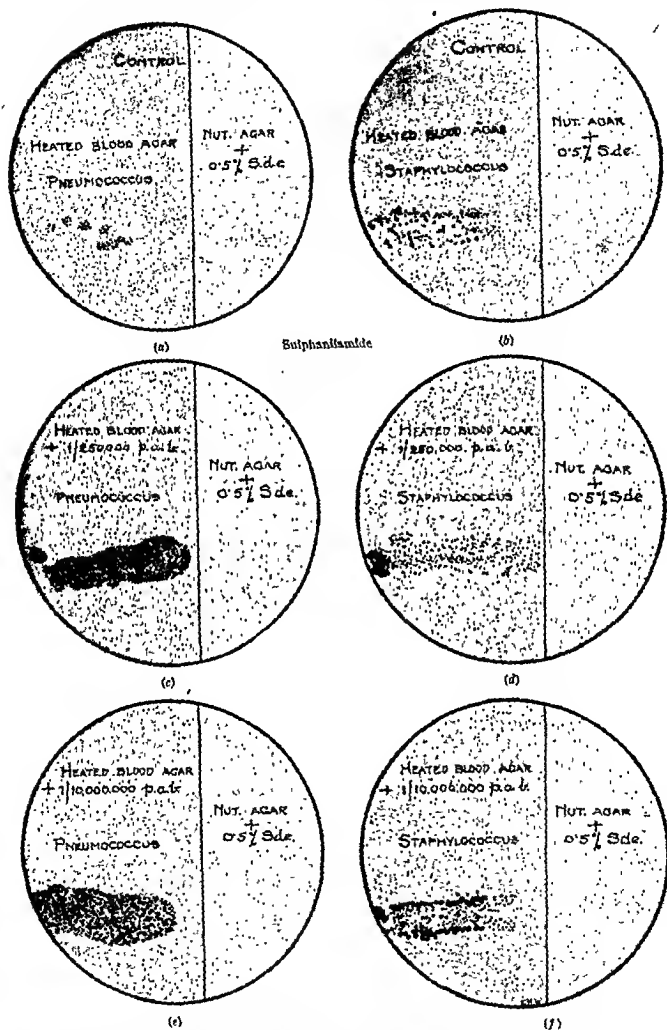 CONTROL
HEATED BLOOD AGAR
PNEUMOCOCCUS
NUT. AGAR
+
0·5% S.de.
(a)
CONTROL
HEATED BLOOD AGAR
STAPHYLOCOCCUS
NUT. AGAR
+
0·5% S.de.
(b)
Sulphanilamide
HEATED BLOOD AGAR
+ 1/250,000 p.a.b.
PNEUMOCOCCUS
NUT. AGAR
+
0·5% S.de.
(c)
HEATED BLOOD AGAR
+ 1/250,000 p.a.b.
STAPHYLOCOCCUS
NUT. AGAR
+
0·5% S.de
(d)
HEATED BLOOD AGAR
+ 1/10,000,000 p.a.b.
PNEUMOCOCCUS
NUT. AGAR
+
0·5% S.de.
(e)
HEATED BLOOD AGAR
+ 1/10,000,000 p.a.b.
STAPHYLOCOCCUS
NUT. AGAR
+
0·5% S.de.
(f)